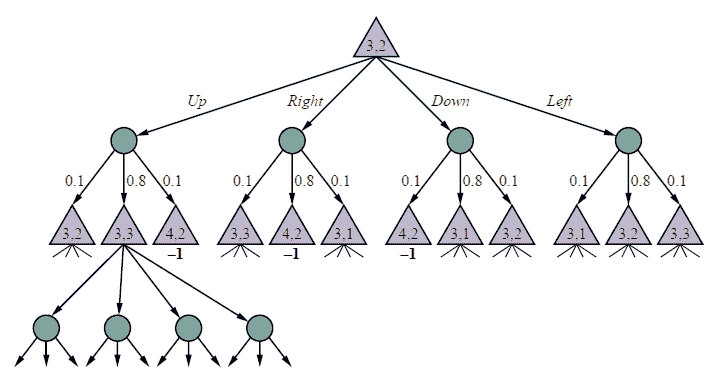 3,2
Up Right Down Left
0.1 0.8 0.1 0.1 0.8 0.1 0.1 0.8 0.1 0.1 0.8 0.1
3,2 3,3 4,2 3,3 4,2 3,1 4,2 3,1 3,2 3,1 3,2 3,3
–1 –1 –1